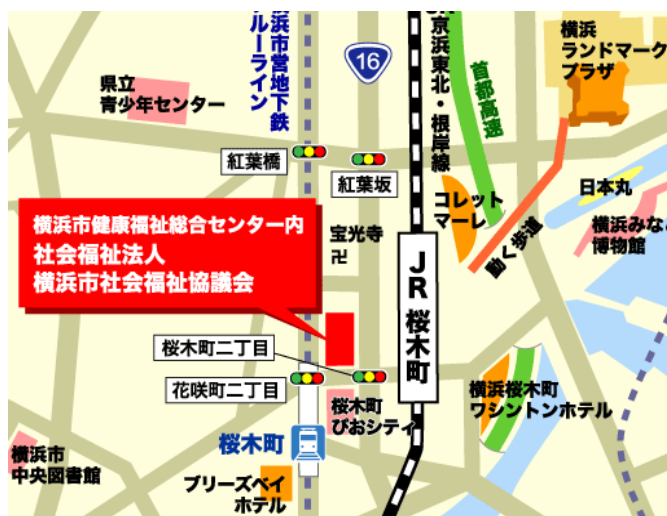 横浜市営地下鉄
ブルーライン
16
JR京浜東北・根岸線
首都高速
横浜
ランドマーク
プラザ
県立
青少年センター
紅葉橋
紅葉坂
コレット
マーレ
動く歩道
日本丸
横浜みなと
博物館
横浜市健康福祉総合センター内
社会福祉法人
横浜市社会福祉協議会
宝光寺
卍
JR桜木町
桜木町二丁目
花咲町二丁目
桜木町
ぴおシティ
横浜桜木町
ワシントンホテル
桜木町
横浜市
中央図書館
ブリーズベイ
ホテル